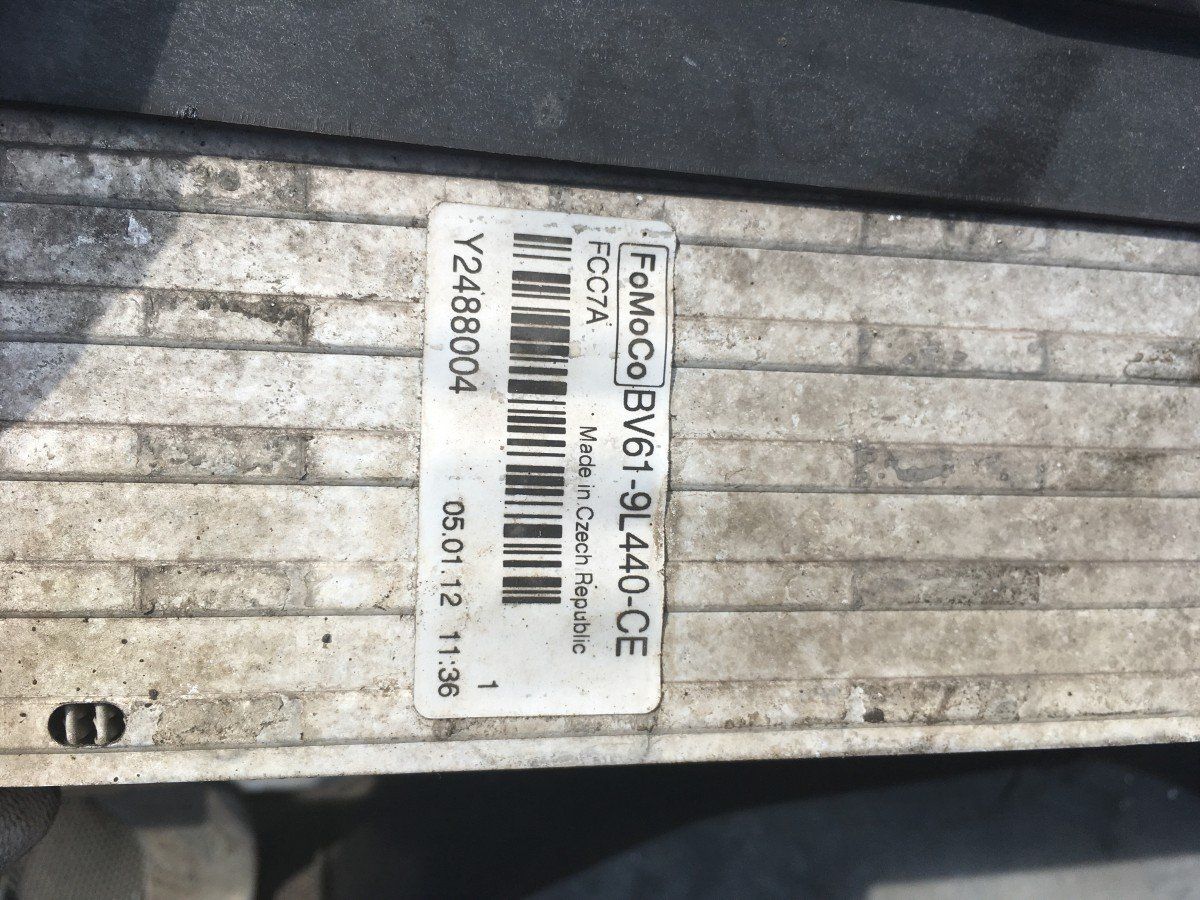 FoMoCo BV61-9L440-CE
FCC7A Made in Czech Republic
1
Y2488004 05.01.12 11:36